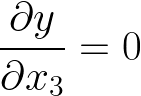 ∂y/∂x₃ = 0